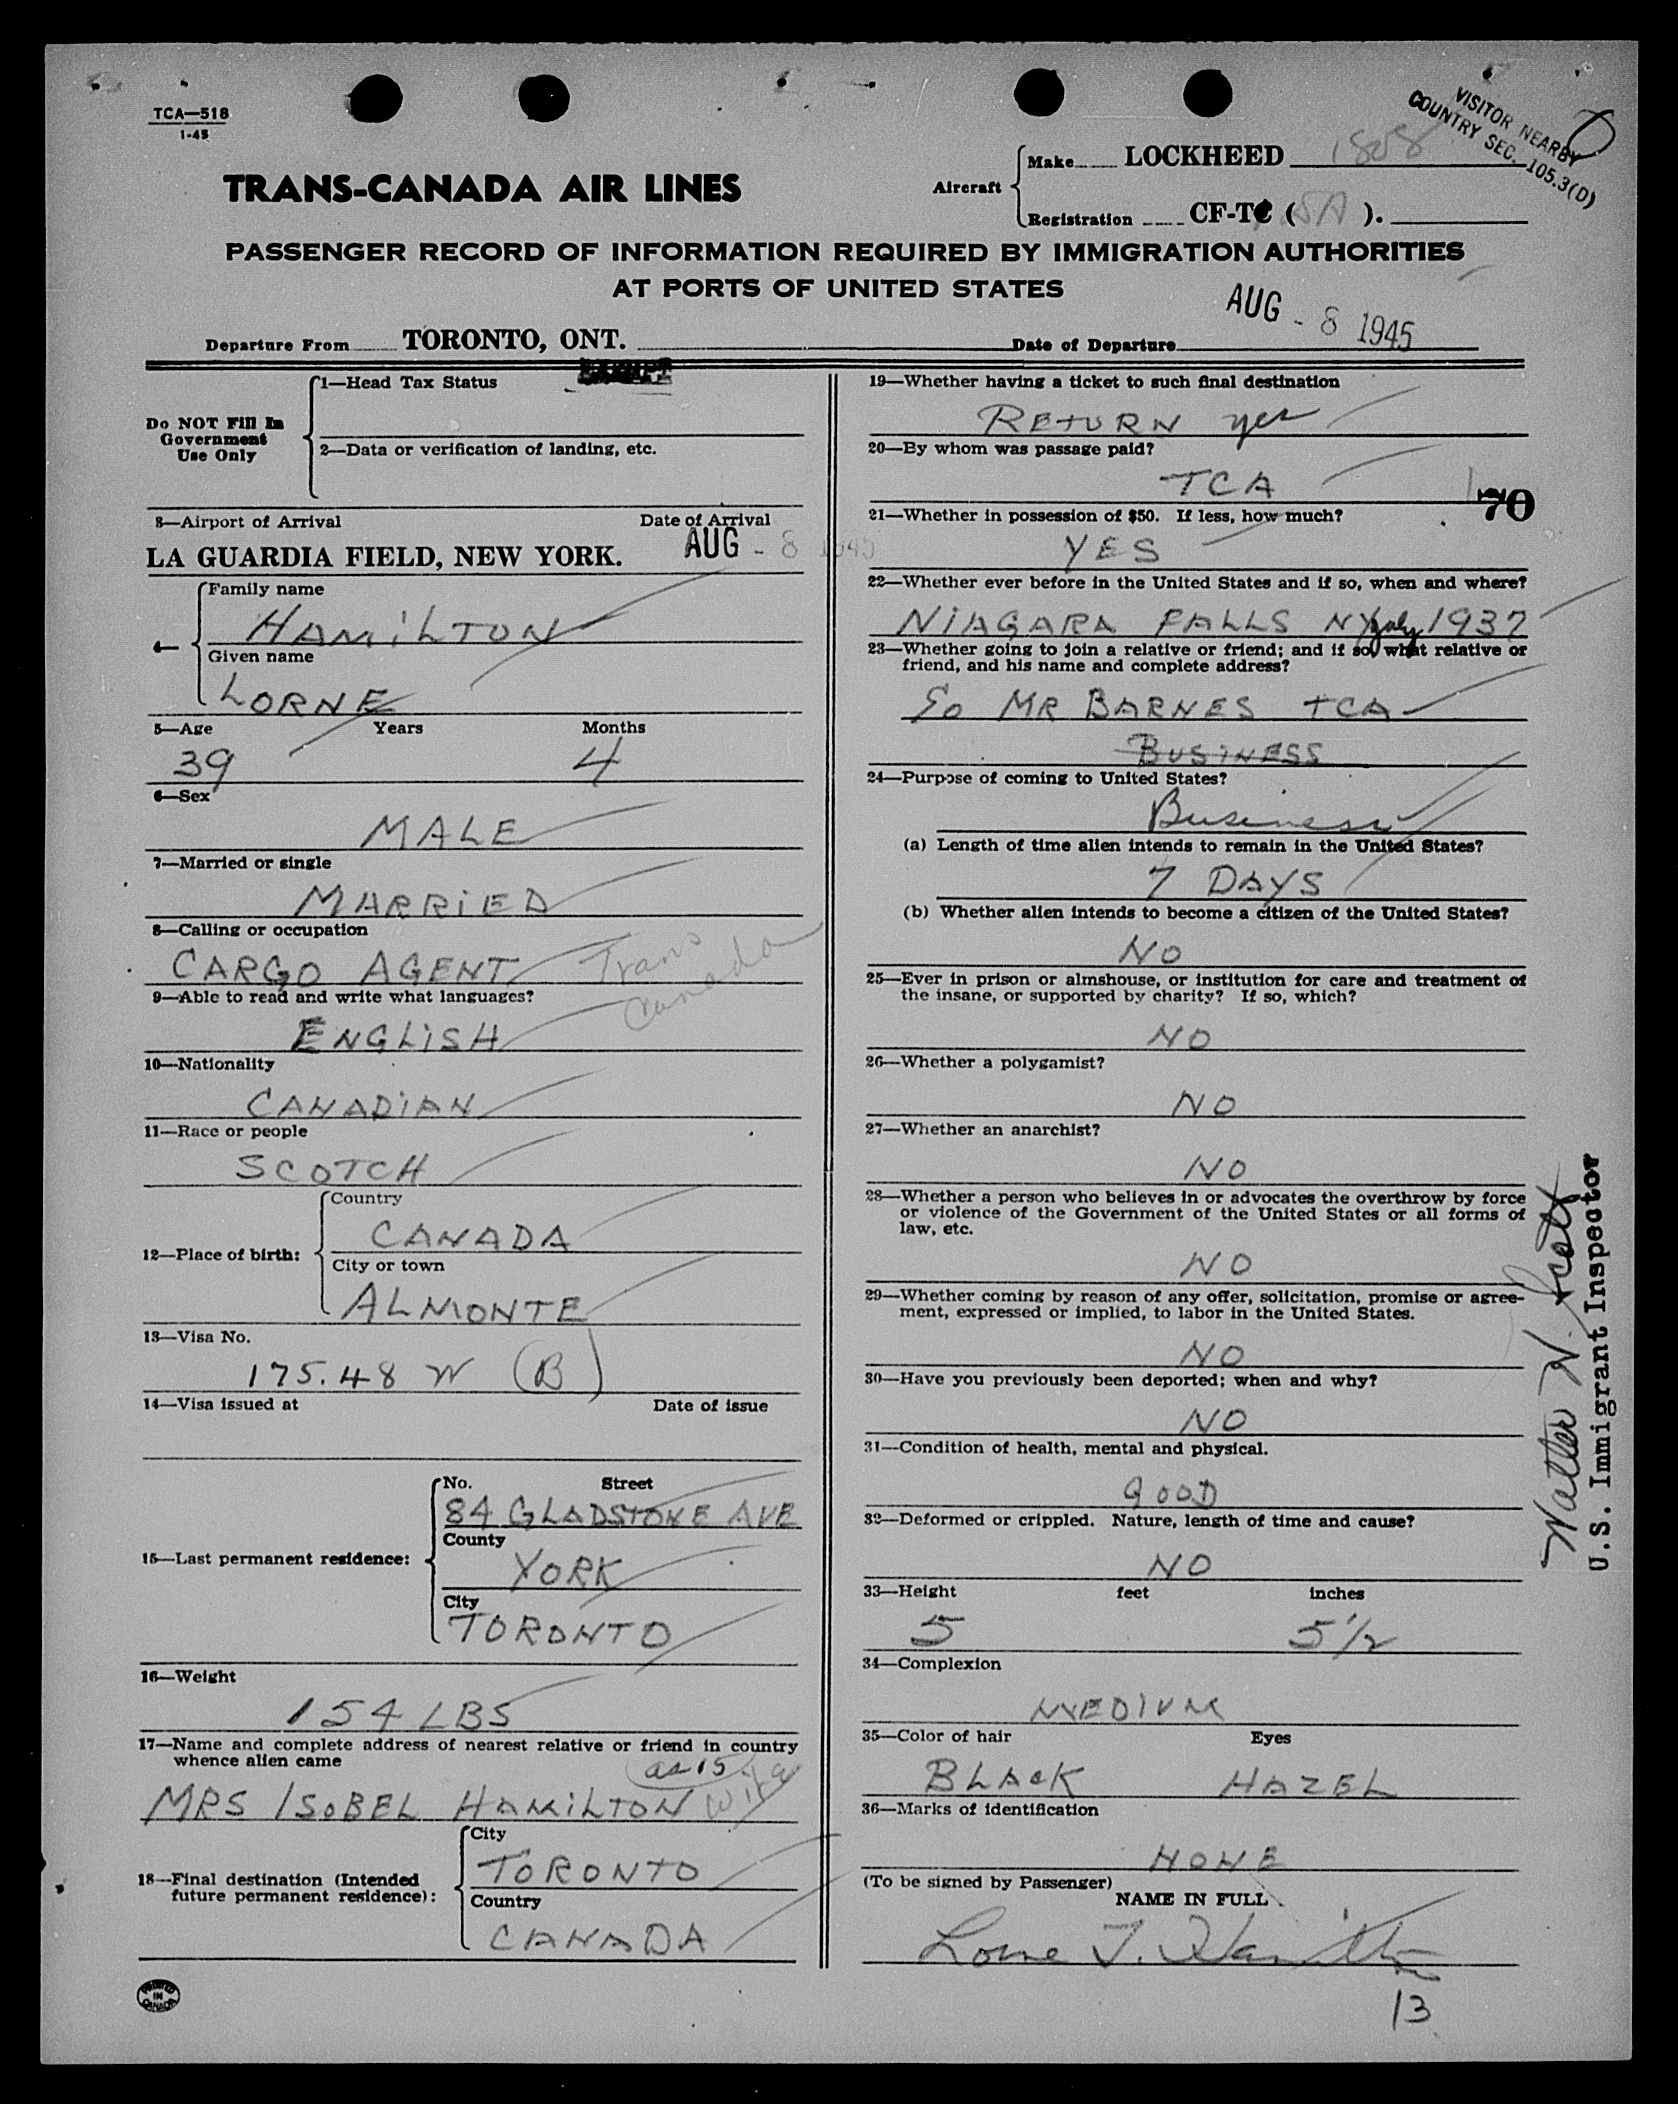 TCA—518
1-45
VISITOR NEARBY
COUNTRY SEC. 105.3(D)
Aircraft
Make LOCKHEED 1808
TRANS-CANADA AIR LINES
Registration CF-TC (SA).
PASSENGER RECORD OF INFORMATION REQUIRED BY IMMIGRATION AUTHORITIES
AT PORTS OF UNITED STATES
Departure From TORONTO, ONT. Date of Departure AUG - 8 1945
Do NOT Fill In
Government
Use Only
1—Head Tax Status
2—Data or verification of landing, etc.
3—Airport of Arrival Date of Arrival
LA GUARDIA FIELD, NEW YORK. AUG - 8 1945
4—
Family name
HAMILTON
Given name
LORNE
5—Age Years Months
39 4
6—Sex
MALE
7—Married or single
MARRIED
8—Calling or occupation
CARGO AGENT Trans Canada
9—Able to read and write what languages?
ENGLISH
10—Nationality
CANADIAN
11—Race or people
SCOTCH
12—Place of birth:
Country
CANADA
City or town
ALMONTE
13—Visa No.
175.48 W (B)
14—Visa issued at Date of issue
15—Last permanent residence:
No. Street
84 GLADSTONE AVE
County
YORK
City
TORONTO
16—Weight
154 LBS
17—Name and complete address of nearest relative or friend in country
whence alien came
as 15
MRS ISOBEL HAMILTON wife
18—Final destination (Intended
future permanent residence):
City
TORONTO
Country
CANADA
PRINTED
IN
CANADA
19—Whether having a ticket to such final destination
RETURN yes
20—By whom was passage paid?
TCA
70
21—Whether in possession of $50. If less, how much?
YES
22—Whether ever before in the United States and if so, when and where?
NIAGARA FALLS NY July 1937
23—Whether going to join a relative or friend; and if so, what relative or
friend, and his name and complete address?
MR BARNES TCA
BUSINESS
24—Purpose of coming to United States?
Business
(a) Length of time alien intends to remain in the United States?
7 DAYS
(b) Whether alien intends to become a citizen of the United States?
NO
25—Ever in prison or almshouse, or institution for care and treatment of
the insane, or supported by charity? If so, which?
NO
26—Whether a polygamist?
NO
27—Whether an anarchist?
NO
28—Whether a person who believes in or advocates the overthrow by force
or violence of the Government of the United States or all forms of
law, etc.
NO
29—Whether coming by reason of any offer, solicitation, promise or agree-
ment, expressed or implied, to labor in the United States.
NO
30—Have you previously been deported; when and why?
NO
31—Condition of health, mental and physical.
GOOD
32—Deformed or crippled. Nature, length of time and cause?
NO
33—Height feet inches
5 5 1/2
34—Complexion
MEDIUM
35—Color of hair Eyes
BLACK HAZEL
36—Marks of identification
NONE
(To be signed by Passenger)
NAME IN FULL
Lorne T. Hamilton
13
Walter N. Scott
U.S. Immigrant Inspector